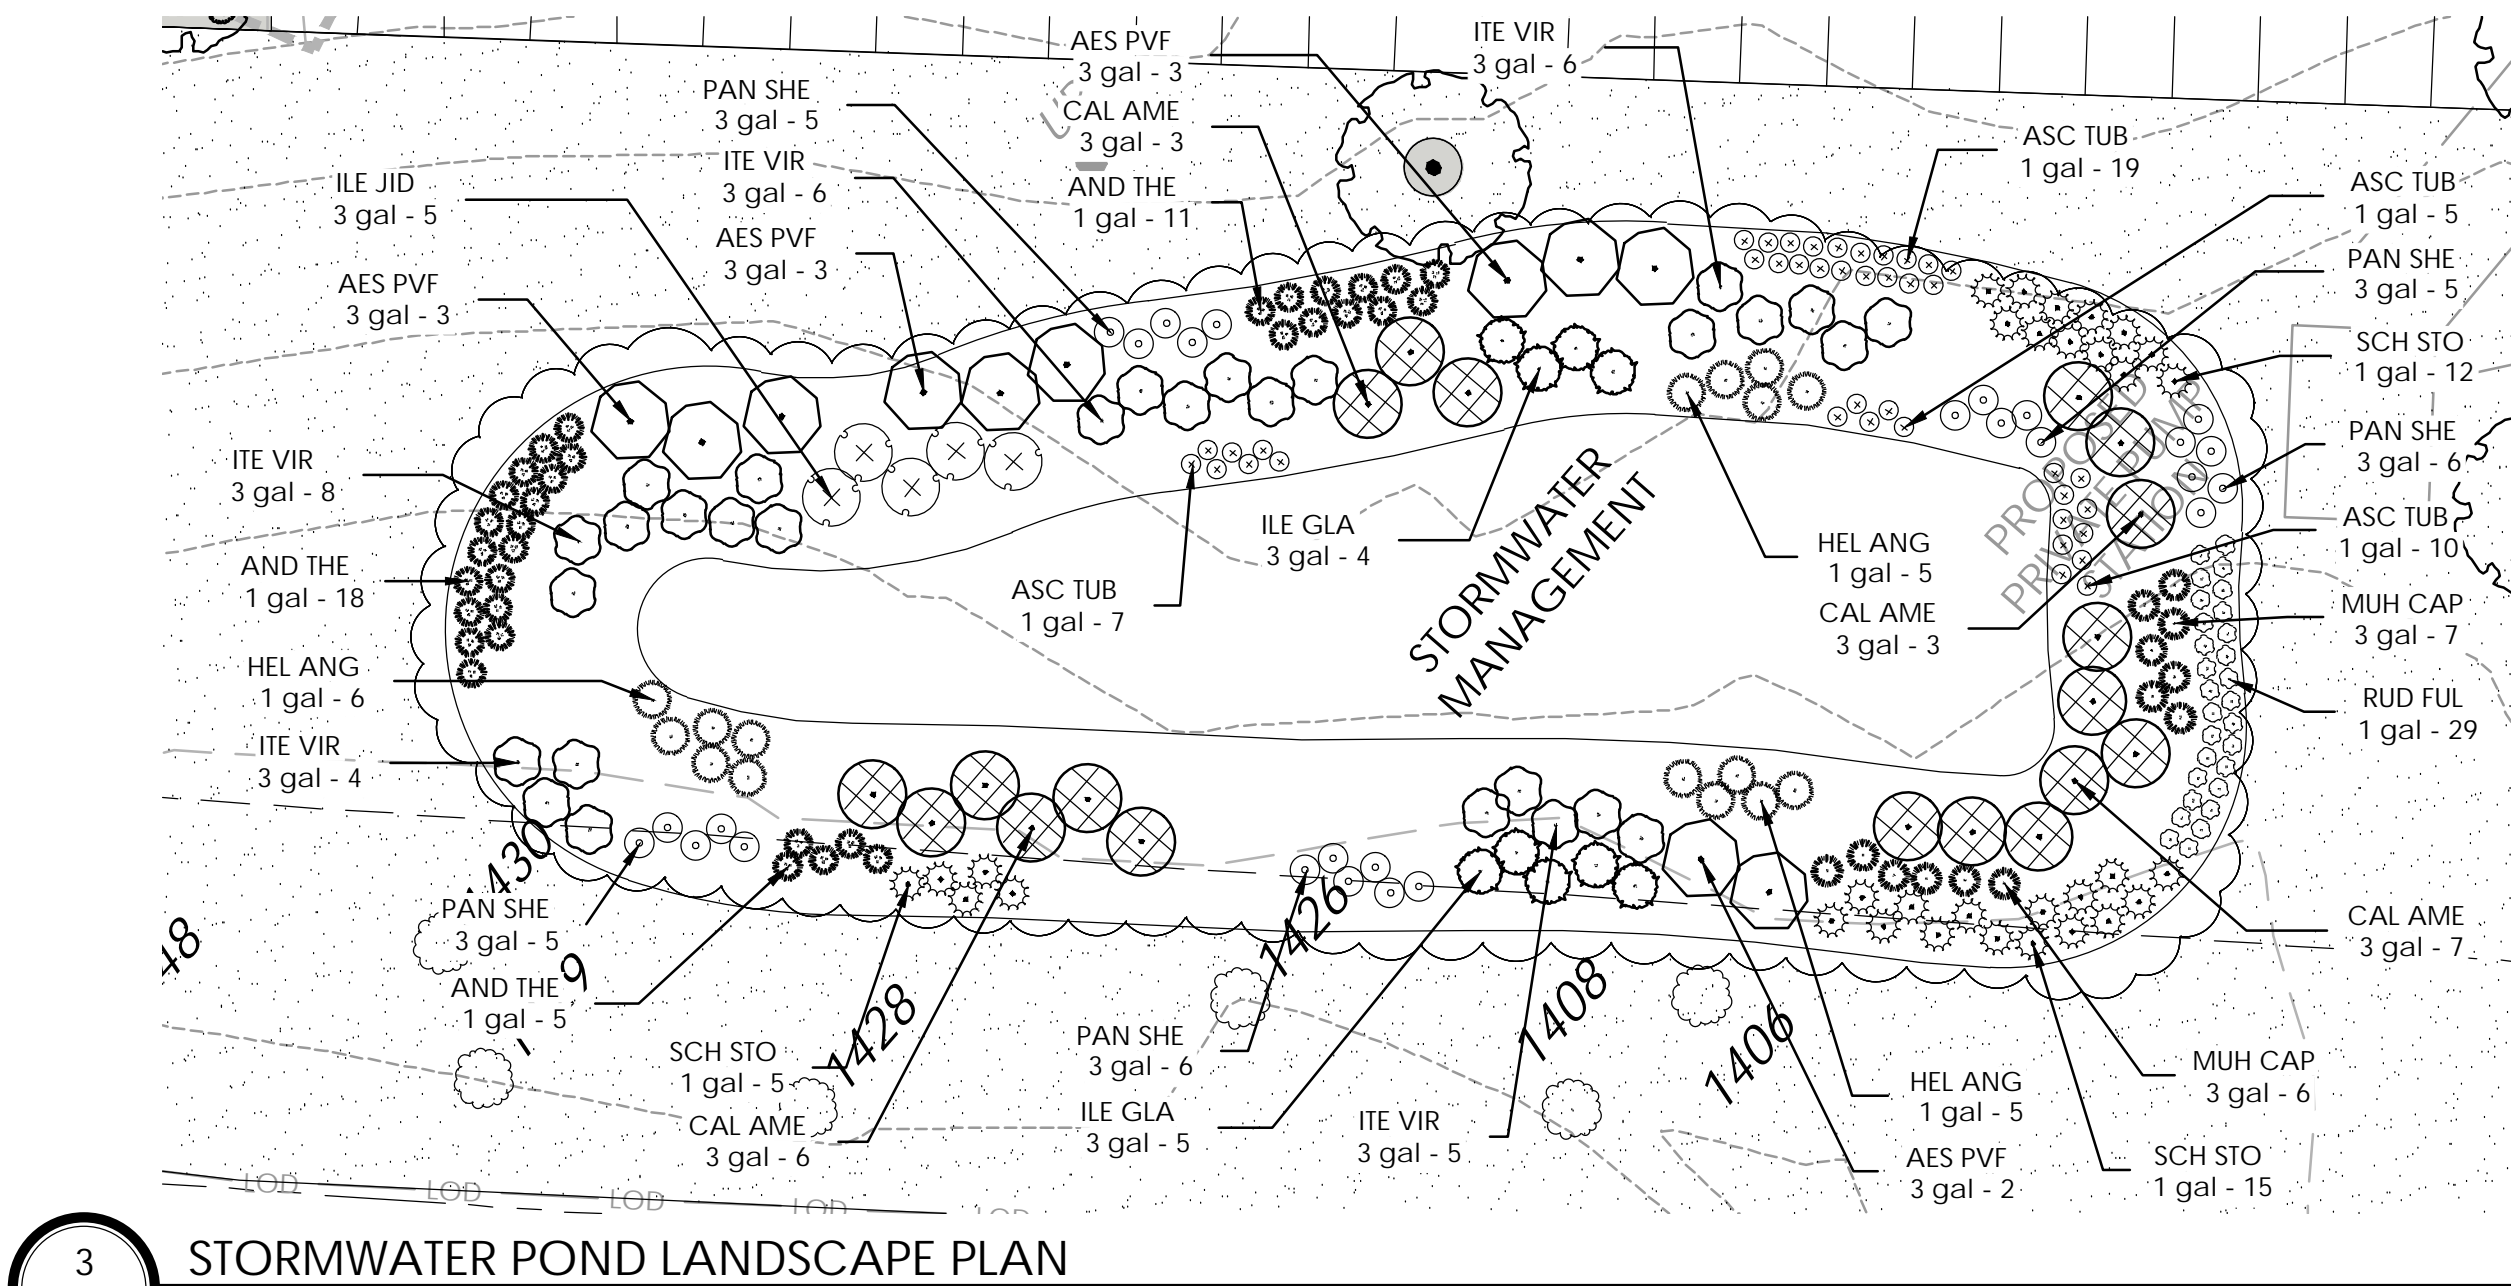 AES PVF
3 gal - 3
ITE VIR
3 gal - 6
PAN SHE
3 gal - 5
CAL AME
3 gal - 3
ASC TUB
1 gal - 19
ITE VIR
3 gal - 6
AND THE
1 gal - 11
ILE JID
3 gal - 5
ASC TUB
1 gal - 5
AES PVF
3 gal - 3
PAN SHE
3 gal - 5
AES PVF
3 gal - 3
SCH STO
1 gal - 12
ITE VIR
3 gal - 8
PAN SHE
3 gal - 6
PROPOSED
PRIVATE PUMP
STATION
STORMWATER
MANAGEMENT
ILE GLA
3 gal - 4
HEL ANG
1 gal - 5
ASC TUB
1 gal - 10
AND THE
1 gal - 18
ASC TUB
1 gal - 7
CAL AME
3 gal - 3
MUH CAP
3 gal - 7
HEL ANG
1 gal - 6
RUD FUL
1 gal - 29
ITE VIR
3 gal - 4
1430
PAN SHE
3 gal - 5
1426
CAL AME
3 gal - 7
48
9
AND THE
1 gal - 5
1428
1408
1406
SCH STO
1 gal - 5
PAN SHE
3 gal - 6
MUH CAP
3 gal - 6
HEL ANG
1 gal - 5
CAL AME
3 gal - 6
ILE GLA
3 gal - 5
ITE VIR
3 gal - 5
AES PVF
3 gal - 2
SCH STO
1 gal - 15
LOD
LOD
LOD
LOD
LOD
3
STORMWATER POND LANDSCAPE PLAN